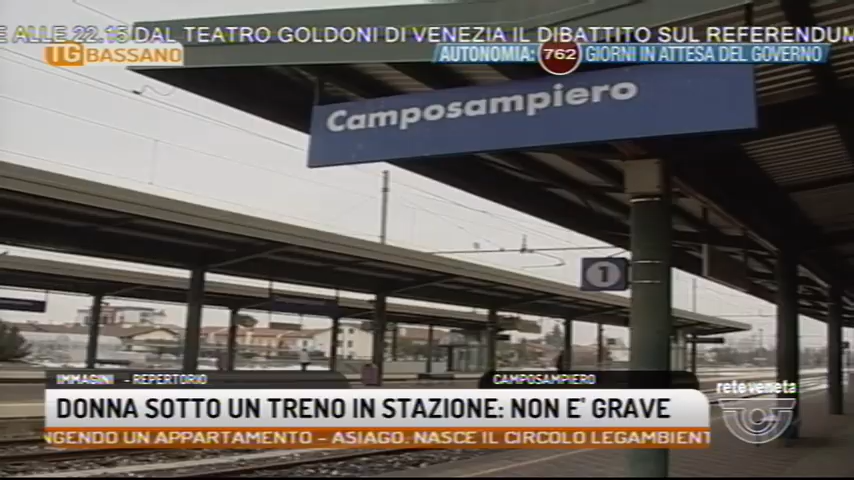 E ALLE 22.15 DAL TEATRO GOLDONI DI VENEZIA IL DIBATTITO SUL REFERENDUM
TG BASSANO
AUTONOMIA: 762 GIORNI IN ATTESA DEL GOVERNO
Camposampiero
1
IMMAGINI - REPERTORIO
CAMPOSAMPIERO
DONNA SOTTO UN TRENO IN STAZIONE: NON E' GRAVE
reteveneta
NGENDO UN APPARTAMENTO - ASIAGO. NASCE IL CIRCOLO LEGAMBIENT